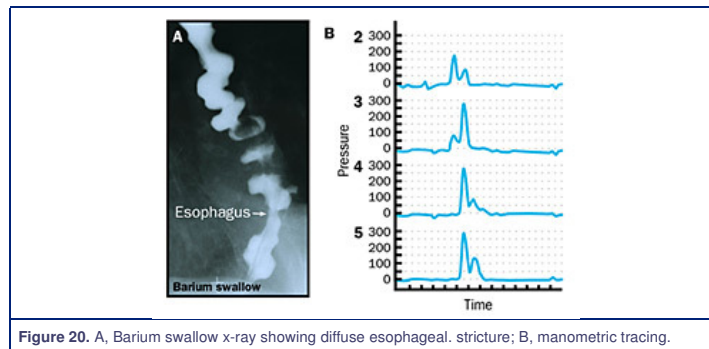 A
Esophagus
Barium swallow
B
Pressure
2 300
200
100
0
3 300
200
100
0
4 300
200
100
0
5 300
200
100
0
Time
Figure 20. A, Barium swallow x-ray showing diffuse esophageal. stricture; B, manometric tracing.